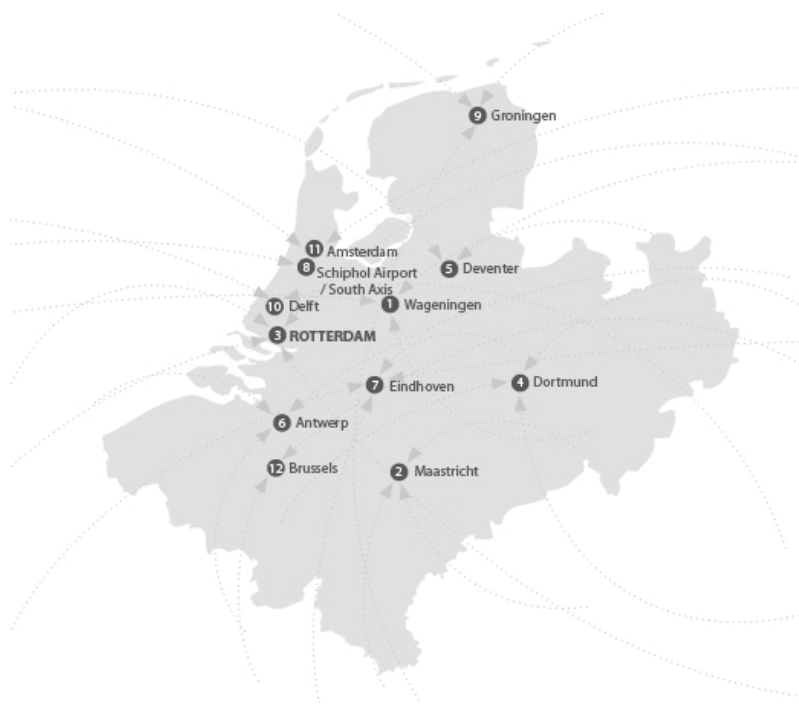 9 Groningen
11 Amsterdam
8 Schiphol Airport
/ South Axis
5 Deventer
10 Delft
1 Wageningen
3 ROTTERDAM
7 Eindhoven
4 Dortmund
6 Antwerp
12 Brussels
2 Maastricht